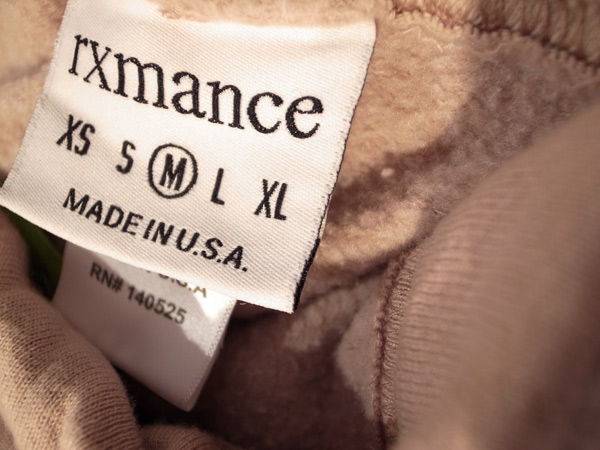 rxmance
XS S M L XL
MADE IN U.S.A.
RN# 140525